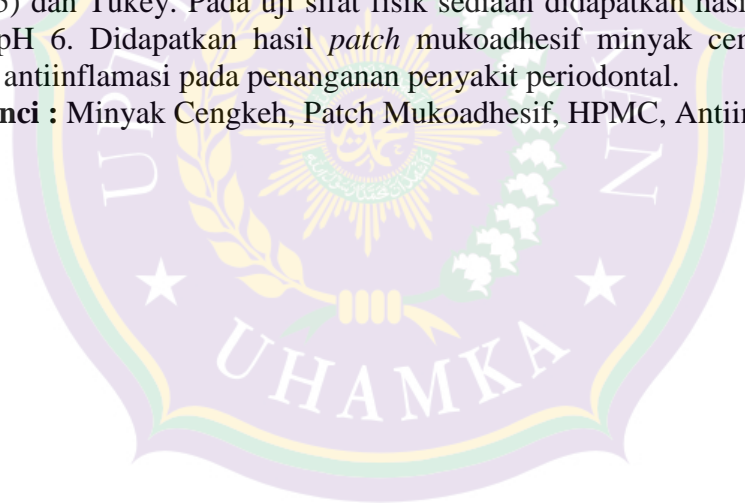 5) dan Tukey. Pada uji sifat fisik sediaan didapatkan hasil
pH 6. Didapatkan hasil patch mukoadhesif minyak cen
antiinflamasi pada penanganan penyakit periodontal.
nci : Minyak Cengkeh, Patch Mukoadhesif, HPMC, Antiin
UHAMKA